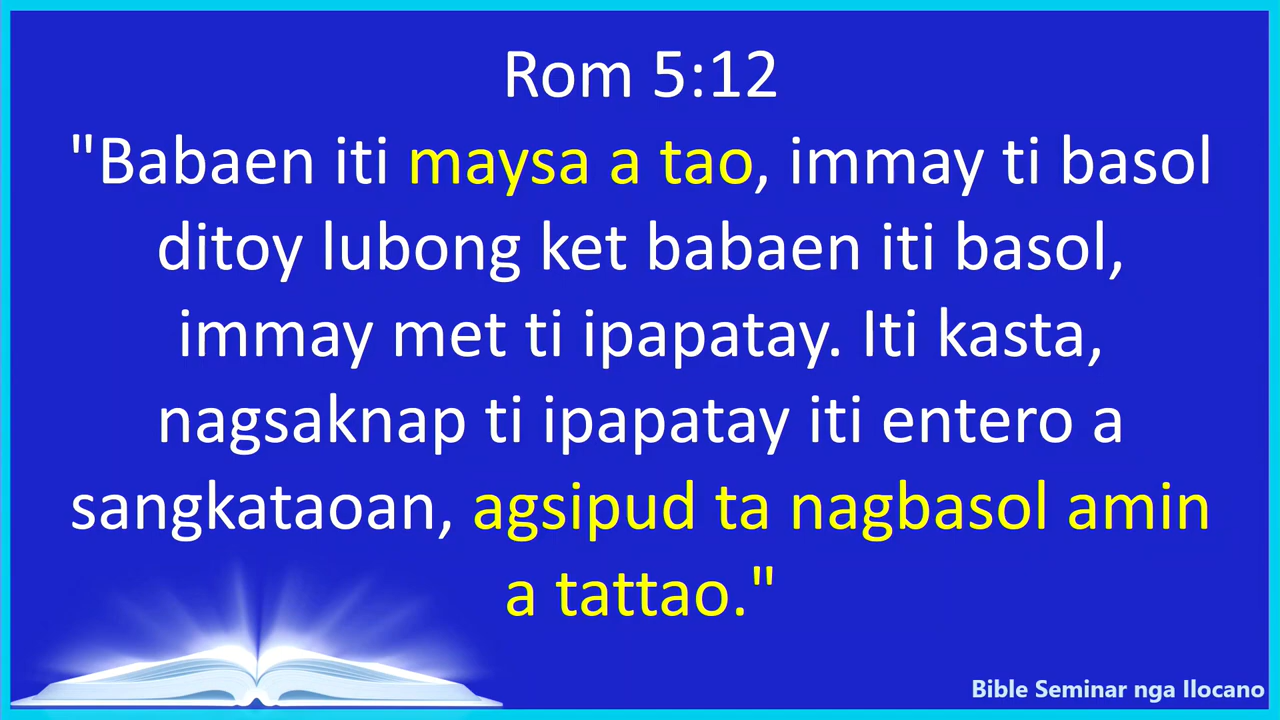 Rom 5:12
"Babaen iti maysa a tao, immay ti basol
ditoy lubong ket babaen iti basol,
immay met ti ipapatay. Iti kasta,
nagsaknap ti ipapatay iti entero a
sangkataoan, agsipud ta nagbasol amin
a tattao."
Bible Seminar nga Ilocano